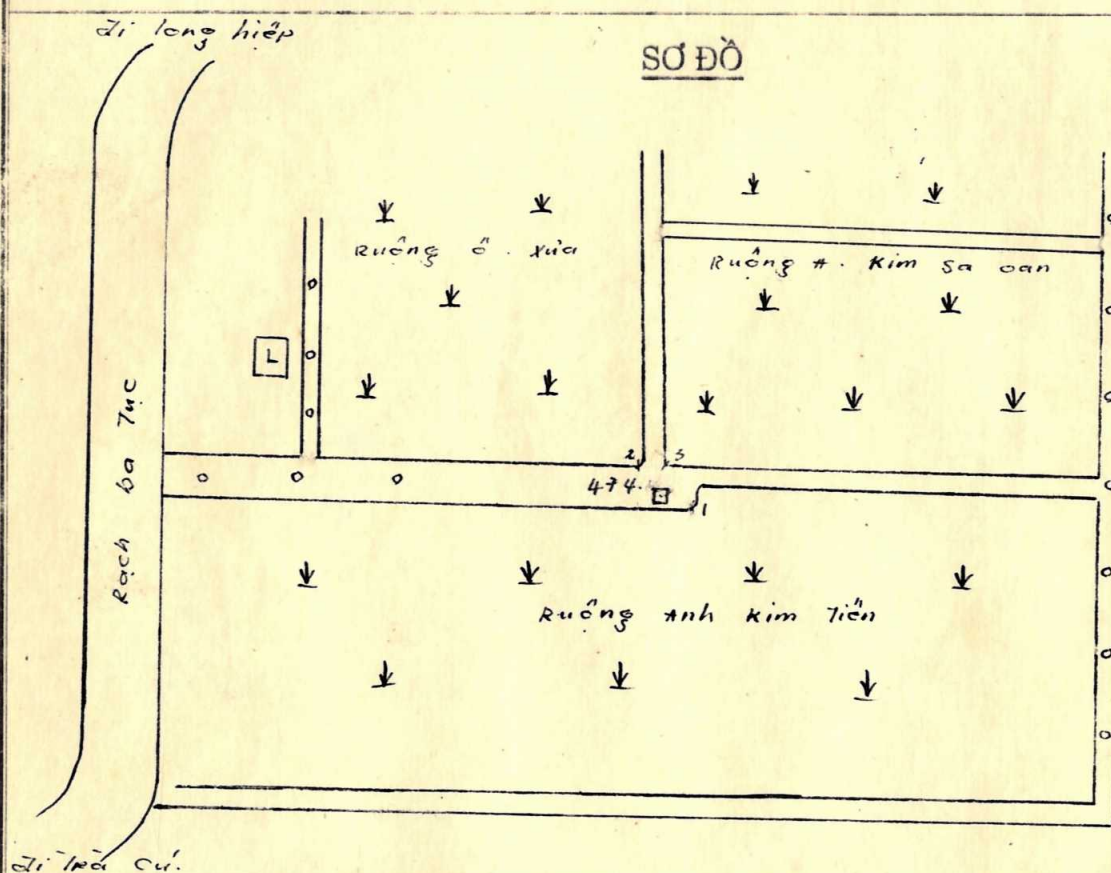 đi long hiệp
SƠ ĐỒ
Ruộng ô. Xưa
Ruộng A. Kim Sa oan
Rạch ba Tục
2 3
474.
1
Ruộng Anh Kim Tiến
đi trà cú.